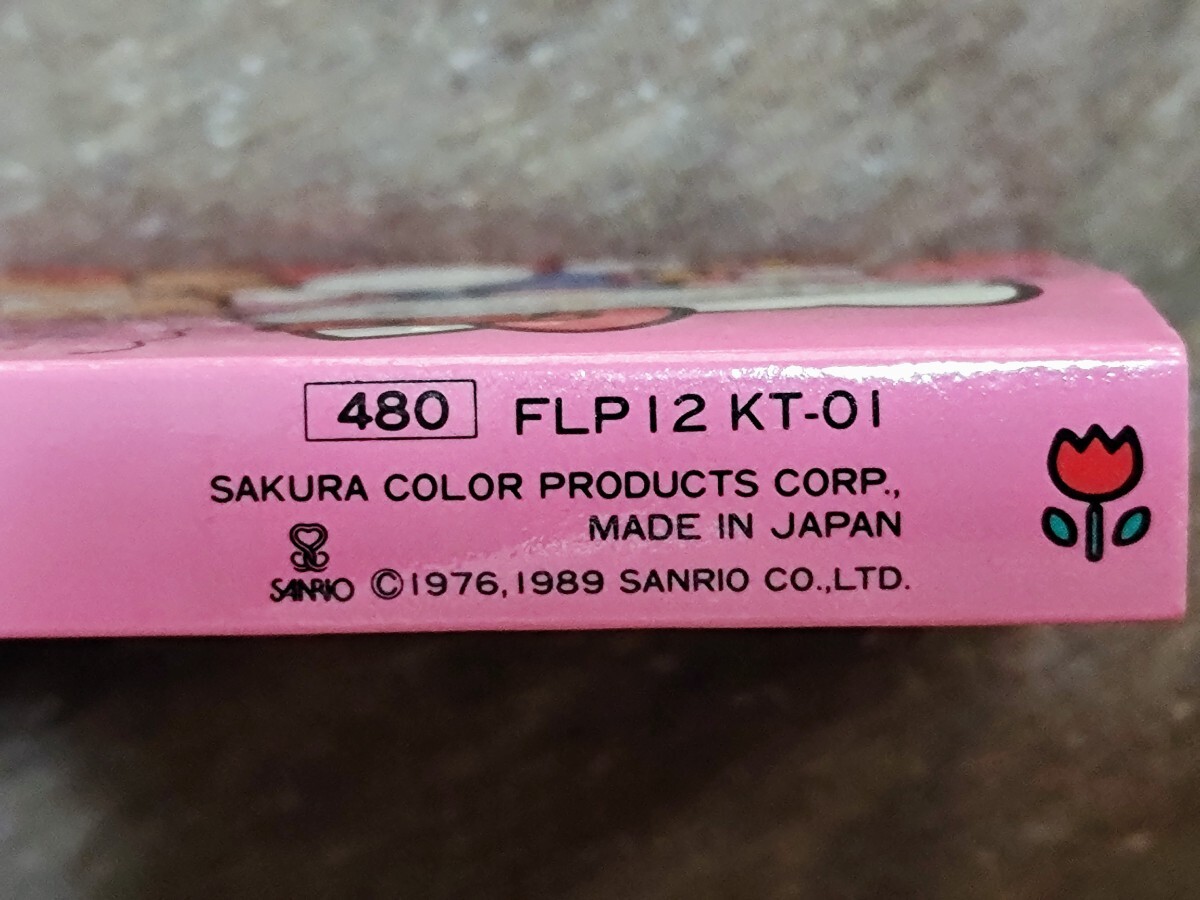 480 FLP12 KT-01
SAKURA COLOR PRODUCTS CORP.,
MADE IN JAPAN
SANRIO ©1976,1989 SANRIO CO.,LTD.